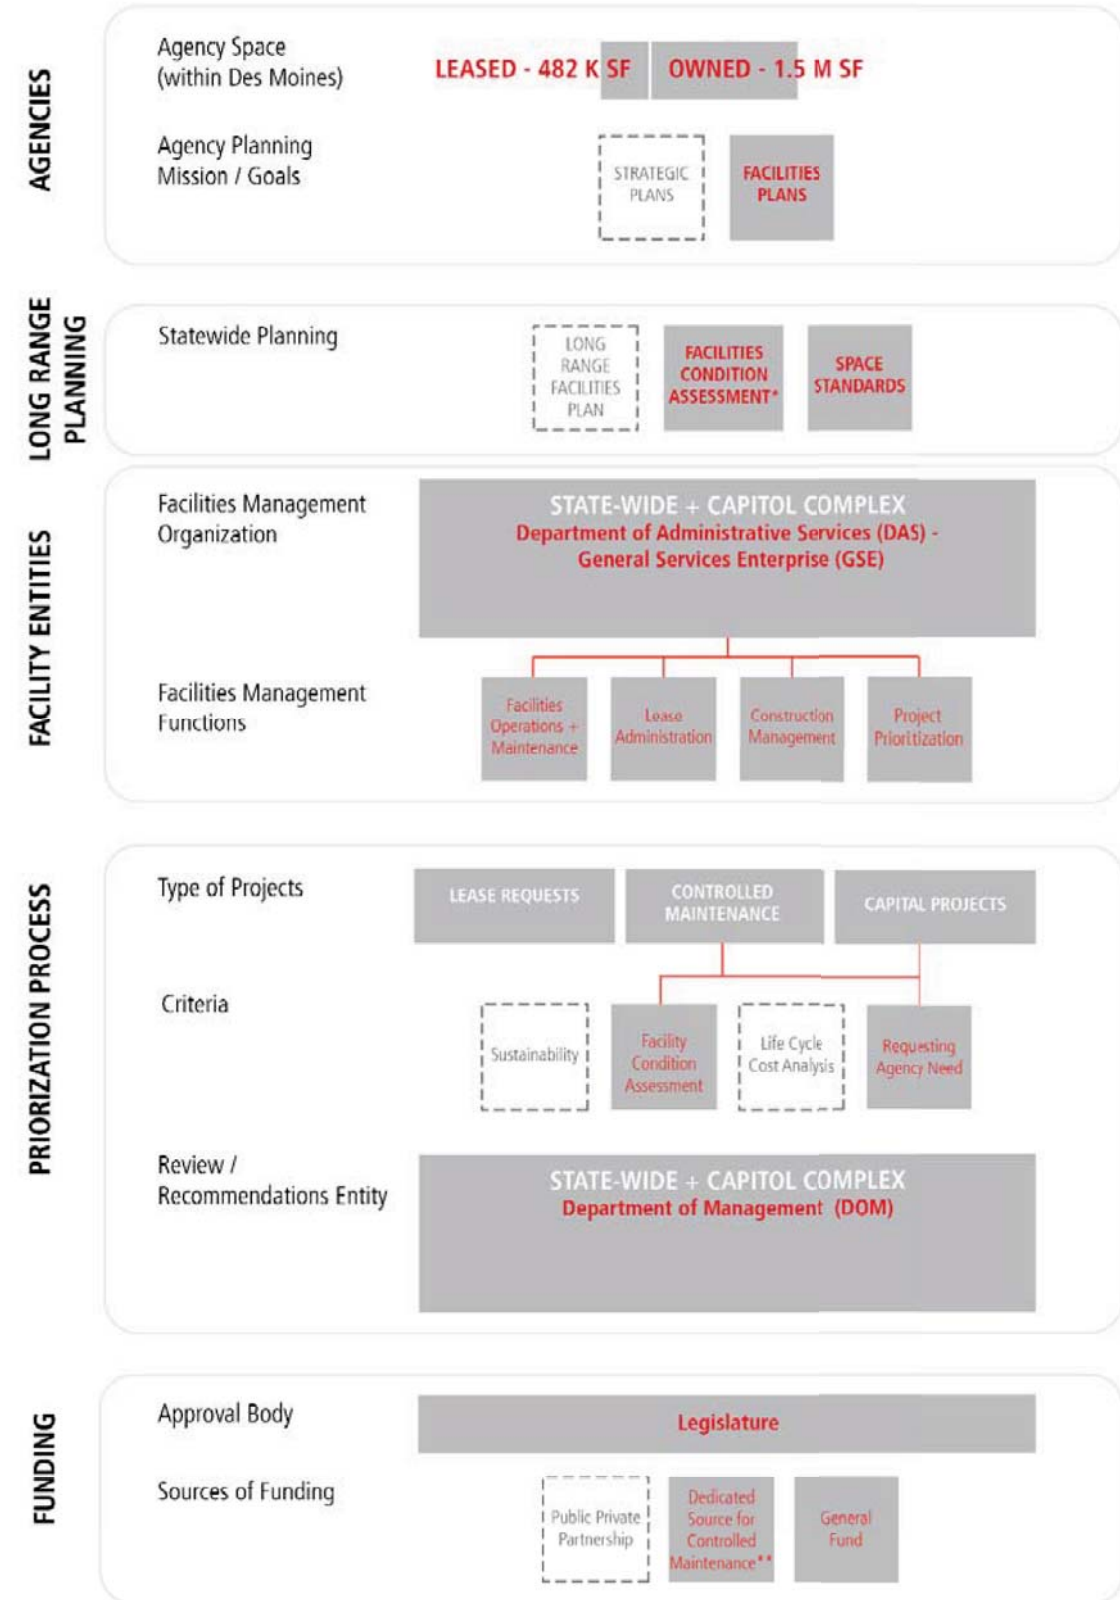 AGENCIES
Agency Space
(within Des Moines)
LEASED - 482 K SF
OWNED - 1.5 M SF
Agency Planning
Mission / Goals
STRATEGIC
PLANS
FACILITIES
PLANS
LONG RANGE
PLANNING
Statewide Planning
LONG
RANGE
FACILITIES
PLAN
FACILITIES
CONDITION
ASSESSMENT*
SPACE
STANDARDS
FACILITY ENTITIES
Facilities Management
Organization
STATE-WIDE + CAPITOL COMPLEX
Department of Administrative Services (DAS) -
General Services Enterprise (GSE)
Facilities Management
Functions
Facilities
Operations +
Maintenance
Lease
Administration
Construction
Management
Project
Prioritization
PRIORIZATION PROCESS
Type of Projects
LEASE REQUESTS
CONTROLLED
MAINTENANCE
CAPITAL PROJECTS
Criteria
Sustainability
Facility
Condition
Assessment
Life Cycle
Cost Analysis
Requesting
Agency Need
Review /
Recommendations Entity
STATE-WIDE + CAPITOL COMPLEX
Department of Management (DOM)
FUNDING
Approval Body
Legislature
Sources of Funding
Public Private
Partnership
Dedicated
Source for
Controlled
Maintenance**
General
Fund